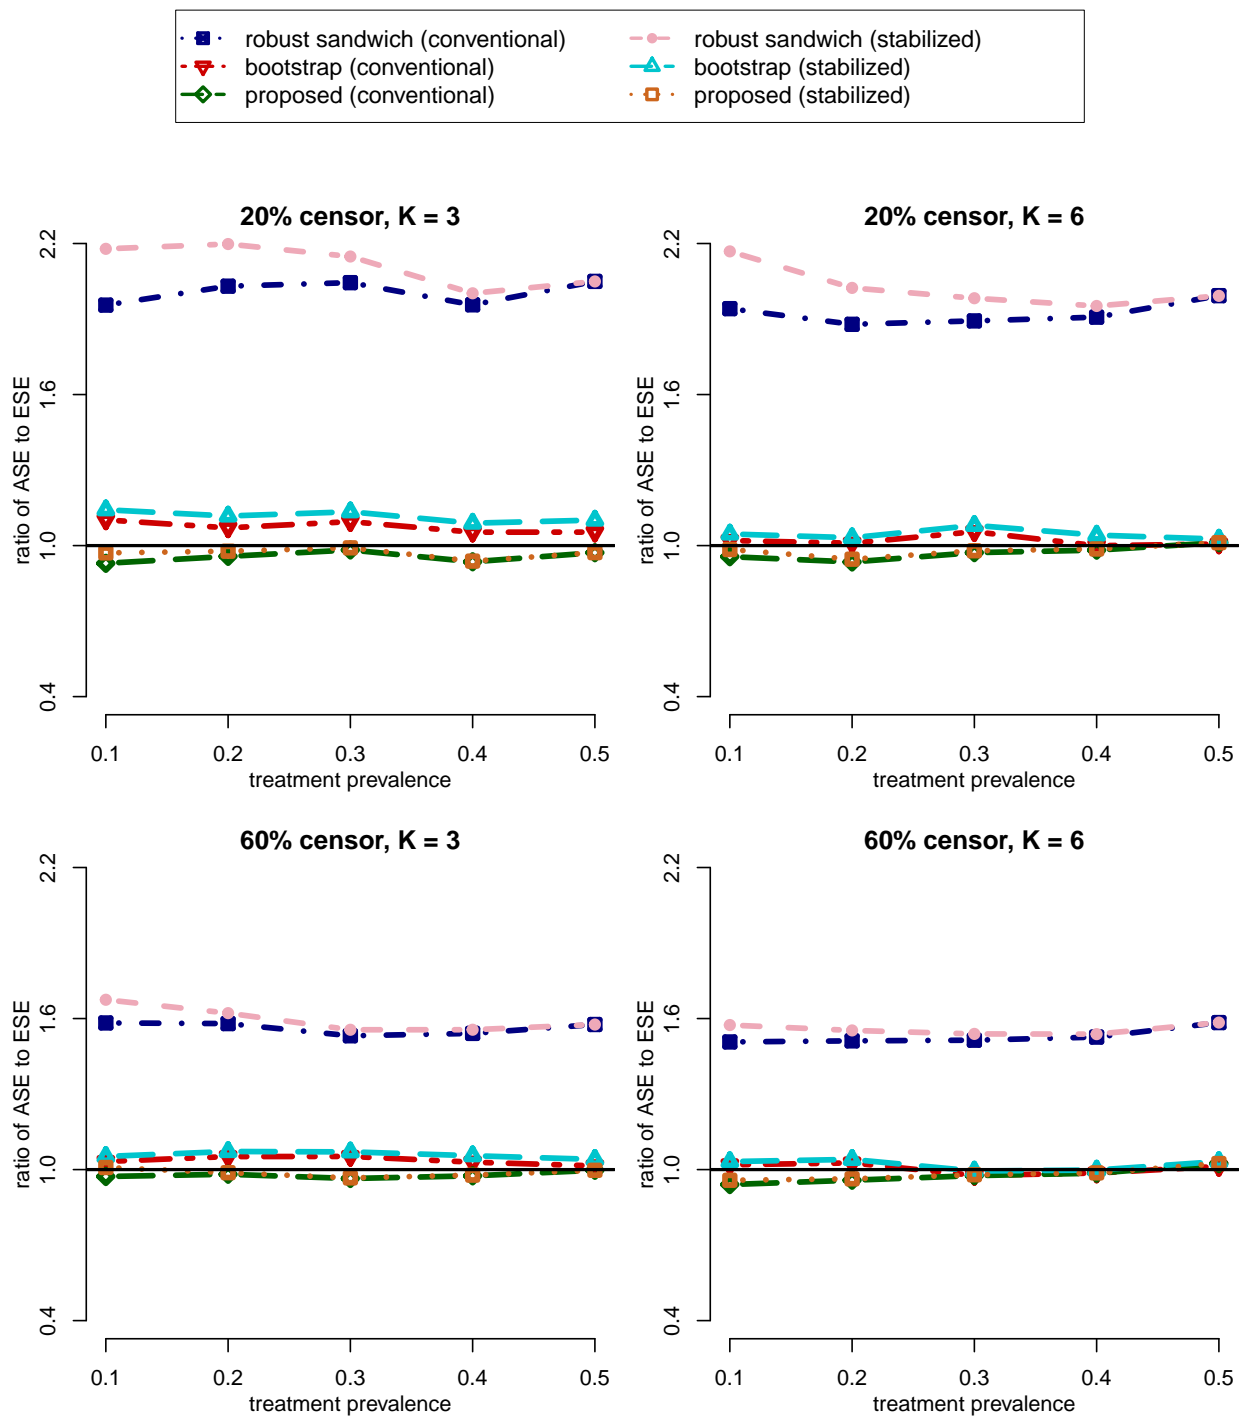 robust sandwich (conventional)
bootstrap (conventional)
proposed (conventional)
robust sandwich (stabilized)
bootstrap (stabilized)
proposed (stabilized)
20% censor, K = 3
ratio of ASE to ESE
2.2
1.6
1.0
0.4
0.1 0.2 0.3 0.4 0.5
treatment prevalence
20% censor, K = 6
ratio of ASE to ESE
2.2
1.6
1.0
0.4
0.1 0.2 0.3 0.4 0.5
treatment prevalence
60% censor, K = 3
ratio of ASE to ESE
2.2
1.6
1.0
0.4
0.1 0.2 0.3 0.4 0.5
treatment prevalence
60% censor, K = 6
ratio of ASE to ESE
2.2
1.6
1.0
0.4
0.1 0.2 0.3 0.4 0.5
treatment prevalence